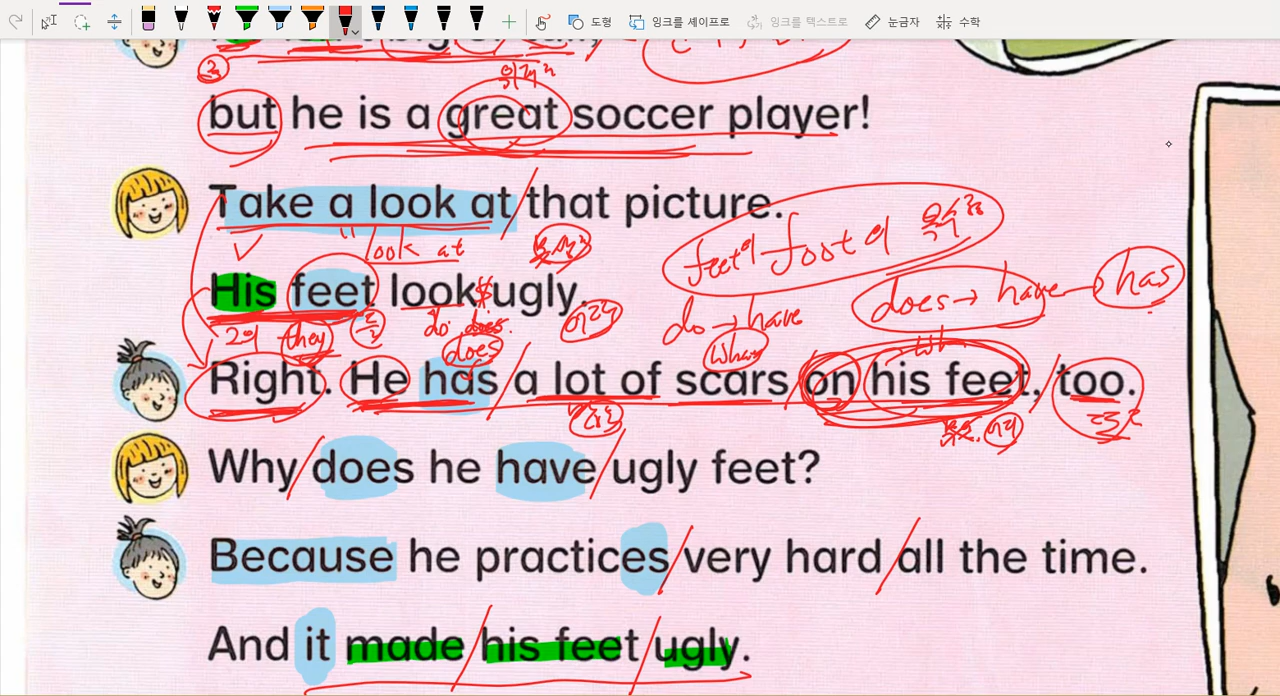 도형 잉크를 셰이프로 잉크를 텍스트로 눈금자 수학
but he is a great soccer player!
Take a look at that picture.
look at
feet이 foot의 복수형
His feet look ugly.
they do does. do → have does → have → has
does What
Right. He has a lot of scars on his feet, too.
Why does he have ugly feet?
Because he practices very hard all the time.
And it made his feet ugly.